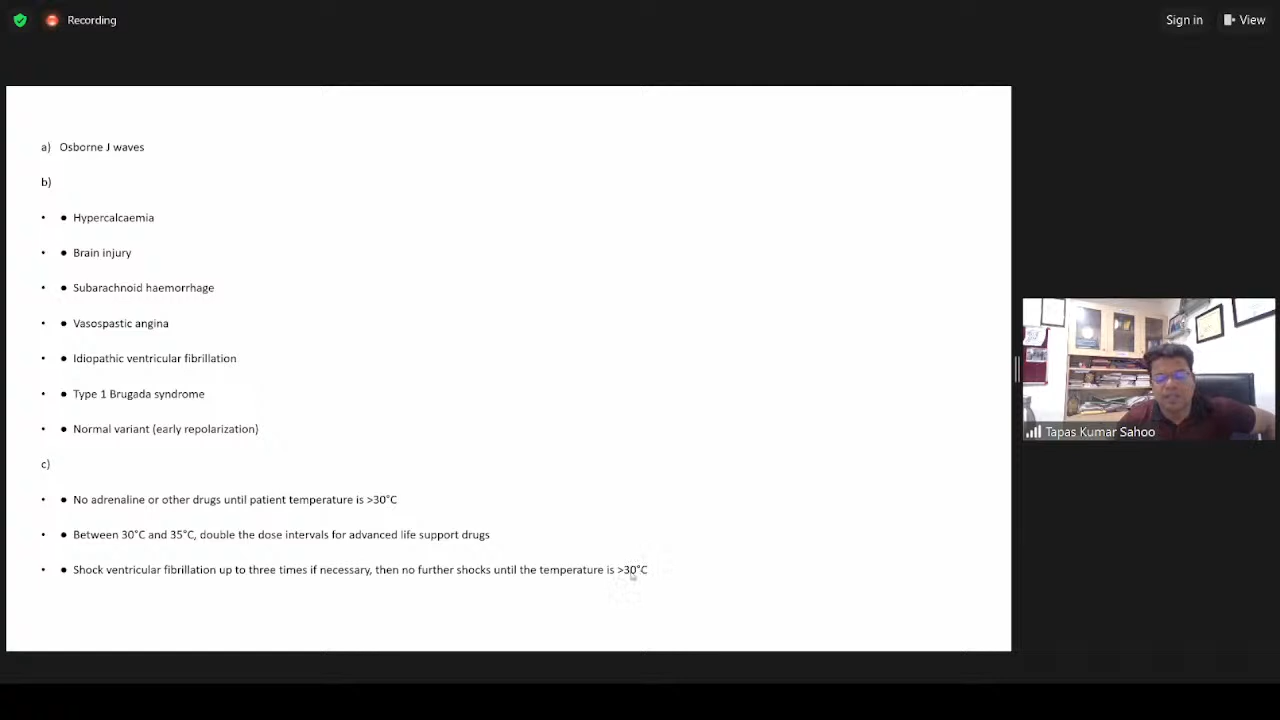 Recording
Sign in
View
a) Osborne J waves
b)
• ● Hypercalcaemia
• ● Brain injury
• ● Subarachnoid haemorrhage
• ● Vasospastic angina
• ● Idiopathic ventricular fibrillation
• ● Type 1 Brugada syndrome
• ● Normal variant (early repolarization)
c)
• ● No adrenaline or other drugs until patient temperature is >30°C
• ● Between 30°C and 35°C, double the dose intervals for advanced life support drugs
• ● Shock ventricular fibrillation up to three times if necessary, then no further shocks until the temperature is >30°C
Tapas Kumar Sahoo